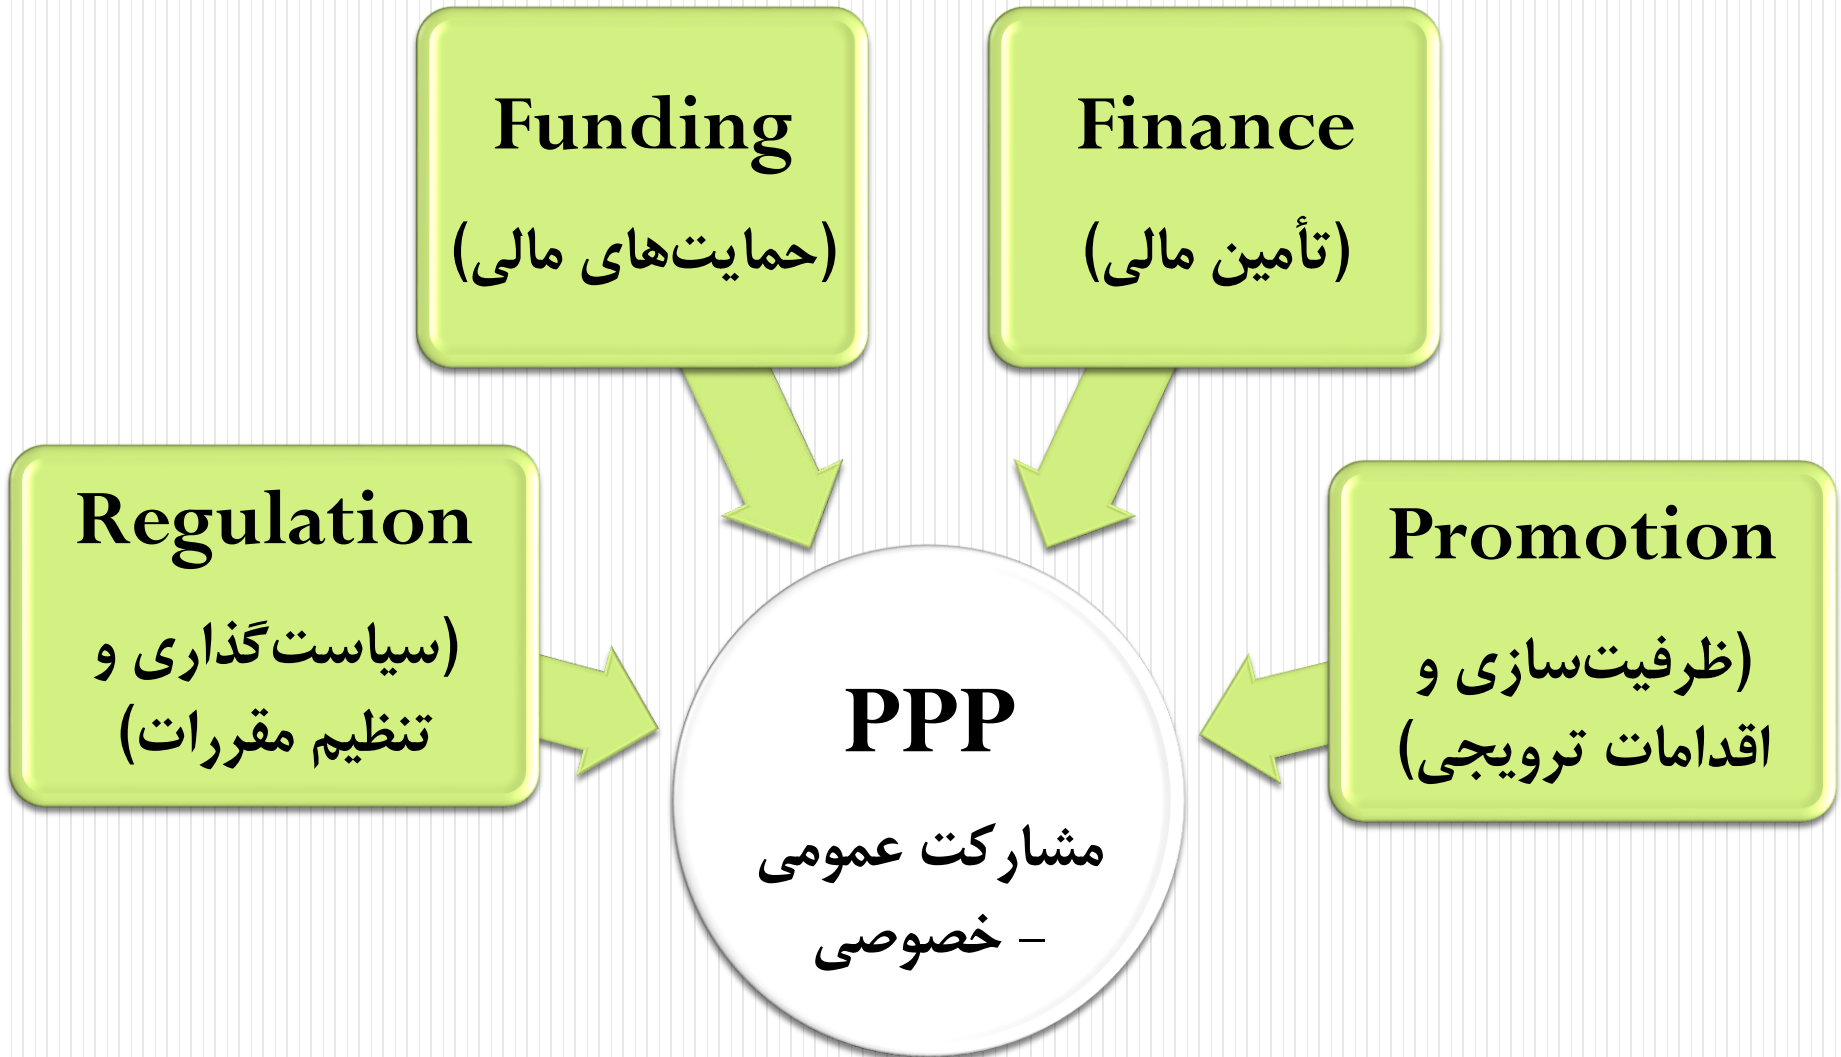 Funding
(حمایت‌های مالی)
Finance
(تأمین مالی)
Regulation
(سیاست‌گذاری و
تنظیم مقررات)
Promotion
(ظرفیت‌سازی و
اقدامات ترویجی)
PPP
مشارکت عمومی
– خصوصی